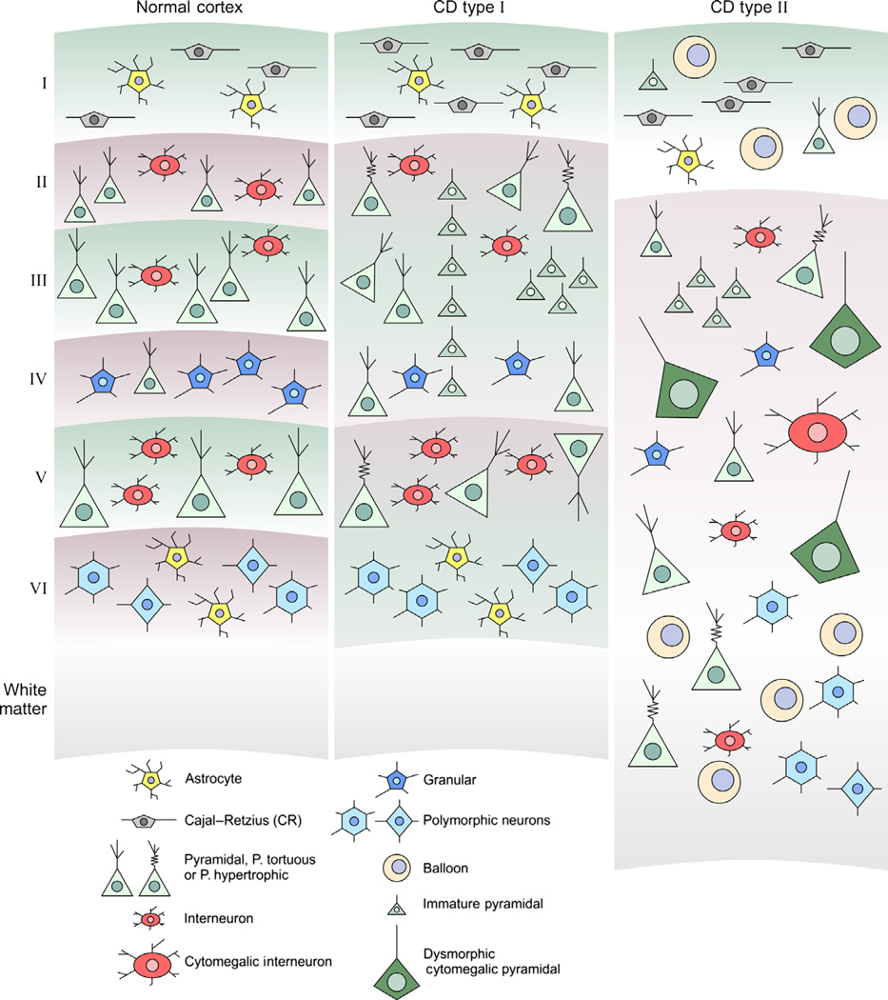 Normal cortex
CD type I
CD type II
I
II
III
IV
V
VI
White
matter
Astrocyte
Cajal–Retzius (CR)
Pyramidal, P. tortuous
or P. hypertrophic
Interneuron
Cytomegalic interneuron
Granular
Polymorphic neurons
Balloon
Immature pyramidal
Dysmorphic
cytomegalic pyramidal